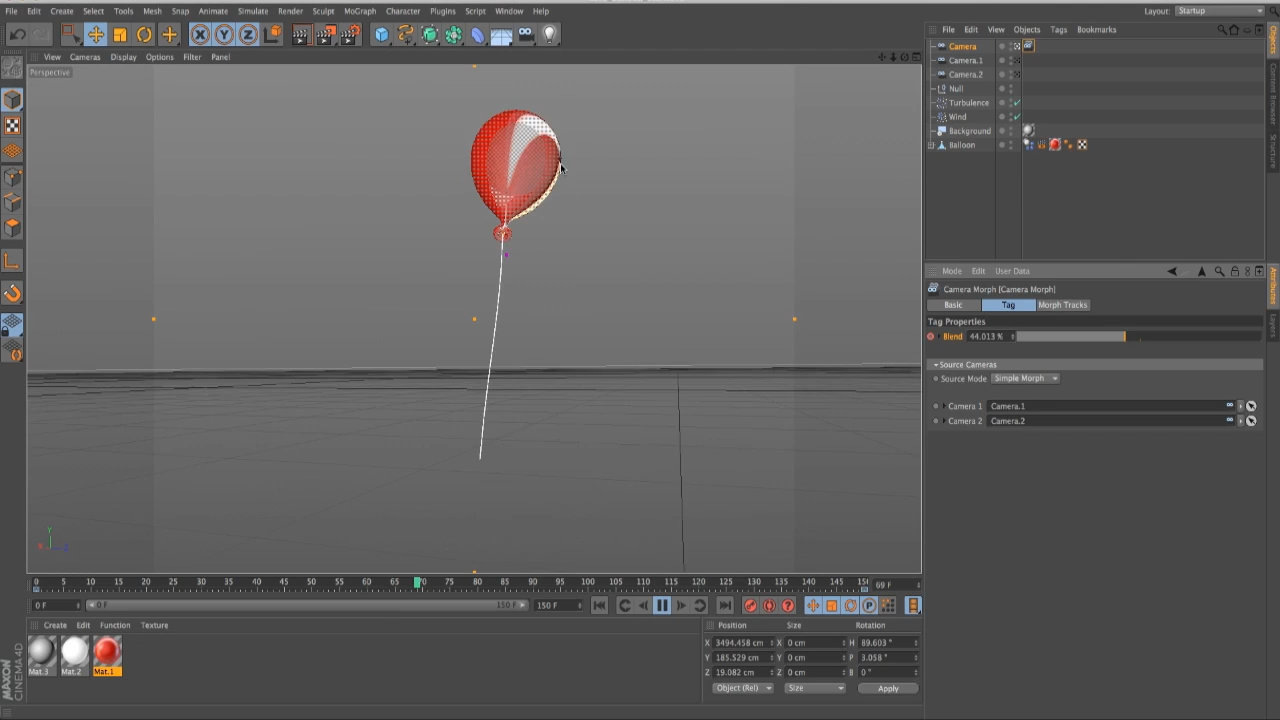 File Edit Create Select Tools Mesh Snap Animate Simulate Render Sculpt MoGraph Character Plugins Script Window Help
Layout: Startup
View Cameras Display Options Filter Panel
Perspective
File Edit View Objects Tags Bookmarks
Camera
Camera.1
Camera.2
Null
Turbulence
Wind
Background
Balloon
Objects
Content Browser
Structure
Mode Edit User Data
Camera Morph [Camera Morph]
Basic Tag Morph Tracks
Tag Properties
Blend 44.013 %
Source Cameras
Source Mode Simple Morph
Camera 1 Camera.1
Camera 2 Camera.2
Attributes
Layers
Y
X Z
0 5 10 15 20 25 30 35 40 45 50 55 60 65 70 75 80 85 90 95 100 105 110 115 120 125 130 135 140 145 15
69 F
0 F 0 F 150 F 150 F
P
Create Edit Function Texture
Mat.3 Mat.2 Mat.1
Position Size Rotation
X 3494.458 cm X 0 cm H 89.603 °
Y 185.529 cm Y 0 cm P 3.058 °
Z 19.082 cm Z 0 cm B 0 °
Object (Rel) Size Apply
MAXON
CINEMA 4D